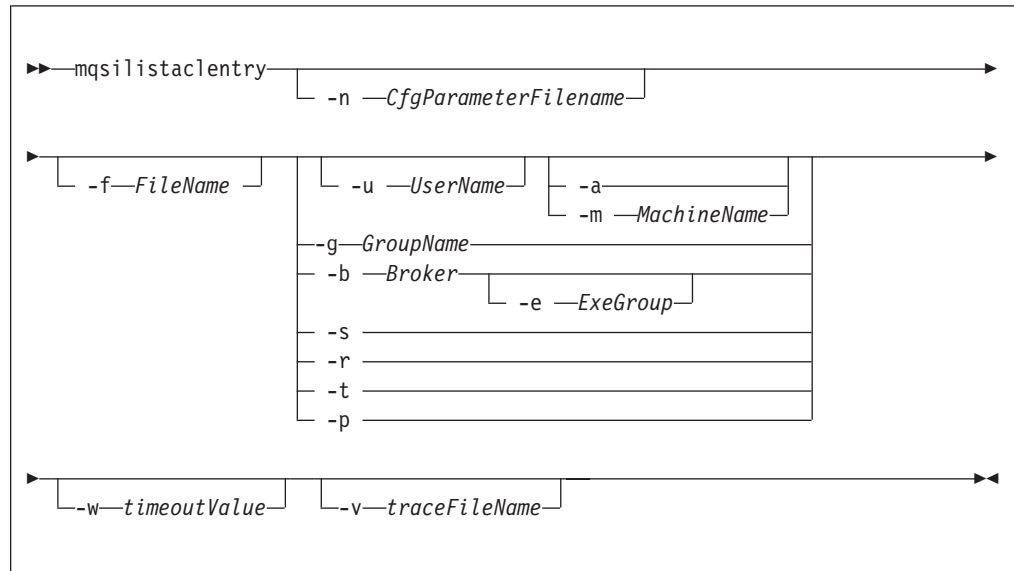 mqsilistaclentry
-n CfgParameterFilename
-f FileName -u UserName -a
-m MachineName
-g GroupName
-b Broker
-e ExeGroup
-s
-r
-t
-p
-w timeoutValue -v traceFileName